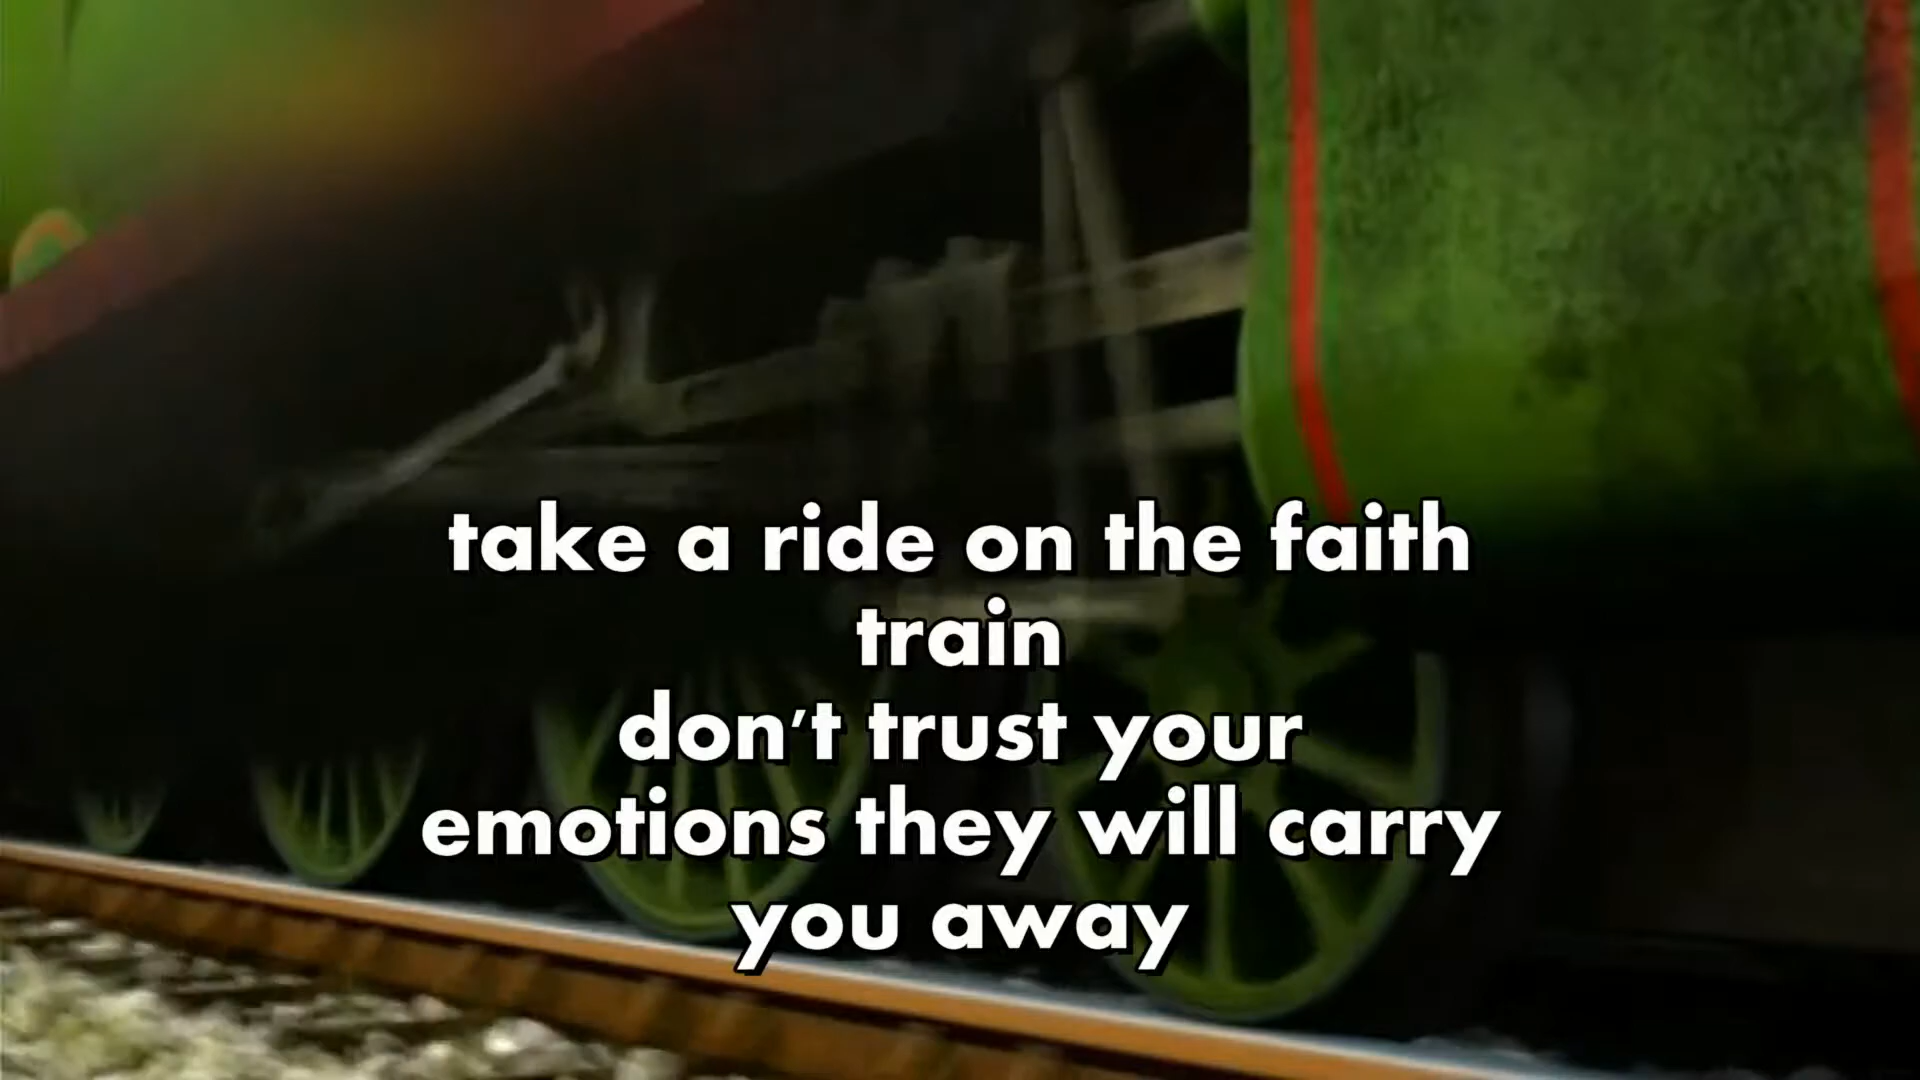 take a ride on the faith
train
don't trust your
emotions they will carry
you away